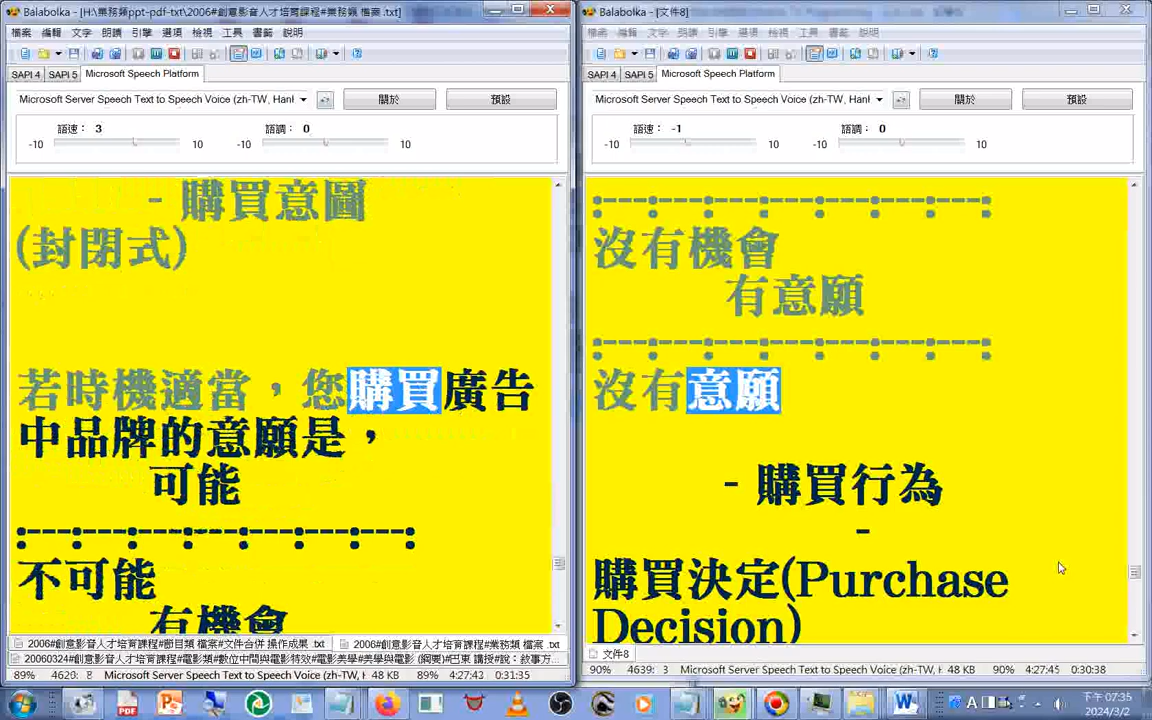 Balabolka - [H:\業務類ppt-pdf-txt\2006#創意影音人才培育課程#業務類 檔案 .txt]
檔案 編輯 文字 朗讀 引擎 選項 檢視 工具 書籤 說明
SAPI 4 SAPI 5 Microsoft Speech Platform
Microsoft Server Speech Text to Speech Voice (zh-TW, Hanl
關於 預設
語速： 3 語調： 0
-10 10 -10 10
- 購買意圖
(封閉式)
若時機適當，您購買廣告
中品牌的意願是，
可能
不可能
有機會
2006#創意影音人才培育課程#節目類 檔案#文件合併 操作成果 .txt 2006#創意影音人才培育課程#業務類 檔案 .txt
20060324#創意影音人才培育課程#電影類#數位中間與電影特效#電影美學#美學與電影 (綱要)#巴東 講授#說：敘事方...
89% 4629: 8 Microsoft Server Speech Text to Speech Voice (zh-TW, H 48 KB 89% 4:27:43 0:31:35
Balabolka - [文件8]
檔案 編輯 文字 朗讀 引擎 選項 檢視 工具 書籤 說明
SAPI 4 SAPI 5 Microsoft Speech Platform
Microsoft Server Speech Text to Speech Voice (zh-TW, Hanl
關於 預設
語速： -1 語調： 0
-10 10 -10 10
沒有機會
有意願
沒有意願
- 購買行為
-
購買決定(Purchase
Decision)
文件8
90% 4639: 3 Microsoft Server Speech Text to Speech Voice (zh-TW, Hanl 48 KB 90% 4:27:45 0:30:38
下午 07:35
2024/3/2